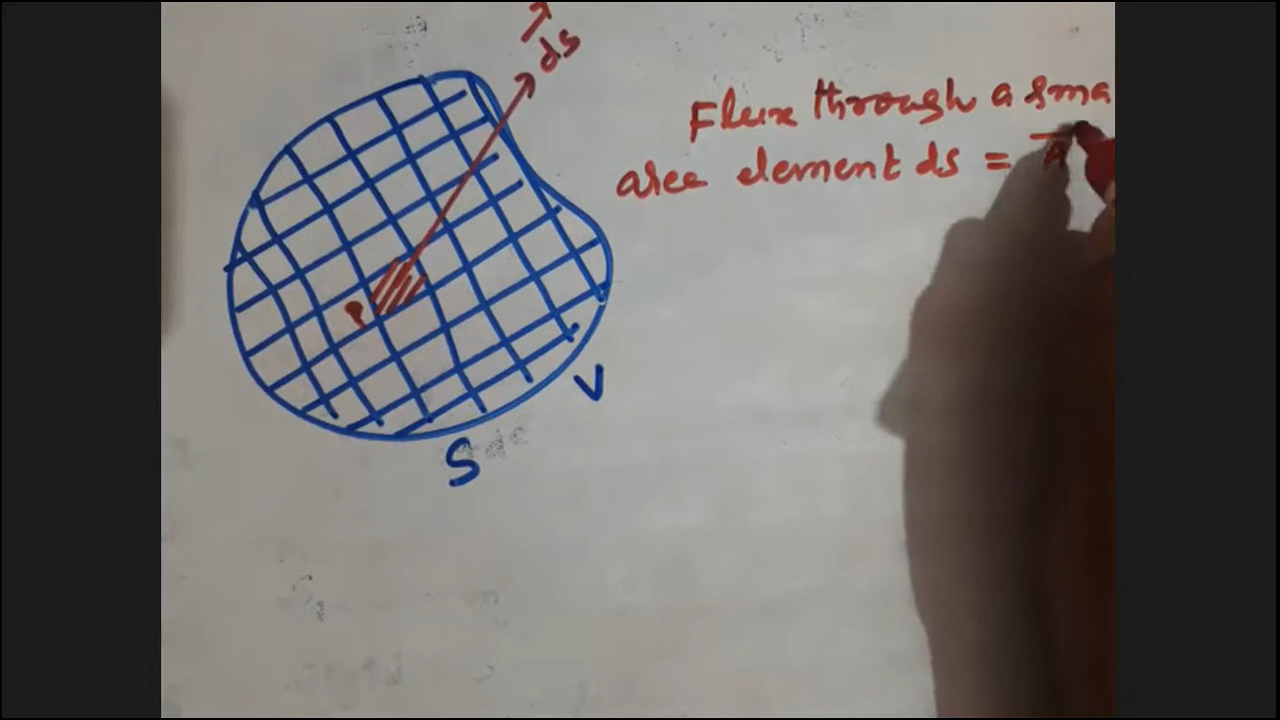 ds
Flux through a sma
area element ds = A
P
V
S